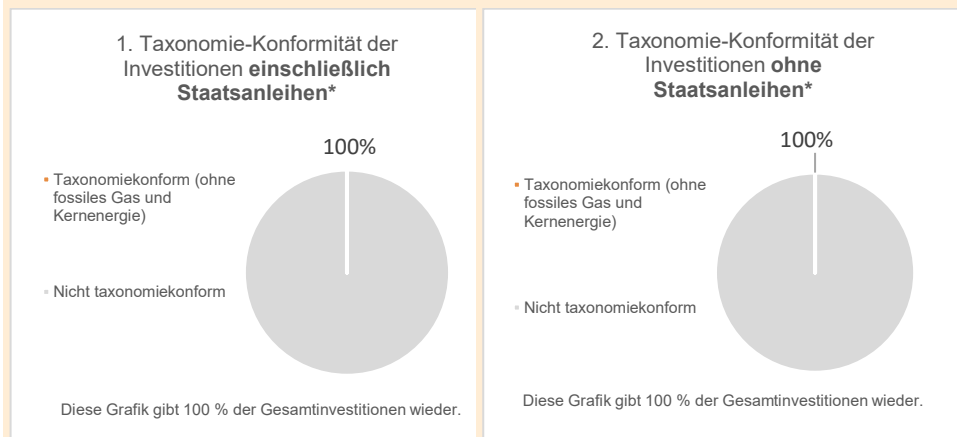 1. Taxonomie-Konformität der
Investitionen einschließlich
Staatsanleihen*
100%
Taxonomiekonform (ohne
fossiles Gas und
Kernenergie)
Nicht taxonomiekonform
Diese Grafik gibt 100 % der Gesamtinvestitionen wieder.
2. Taxonomie-Konformität der
Investitionen ohne
Staatsanleihen*
100%
Taxonomiekonform (ohne
fossiles Gas und
Kernenergie)
Nicht taxonomiekonform
Diese Grafik gibt 100 % der Gesamtinvestitionen wieder.